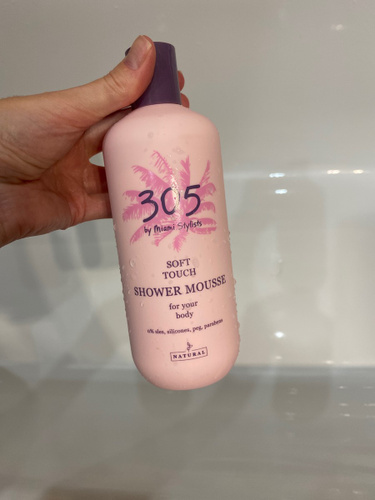 305
by Miami Stylists
SOFT
TOUCH
SHOWER MOUSSE
for your
body
0% sles, silicones, peg, parabens
NATURAL